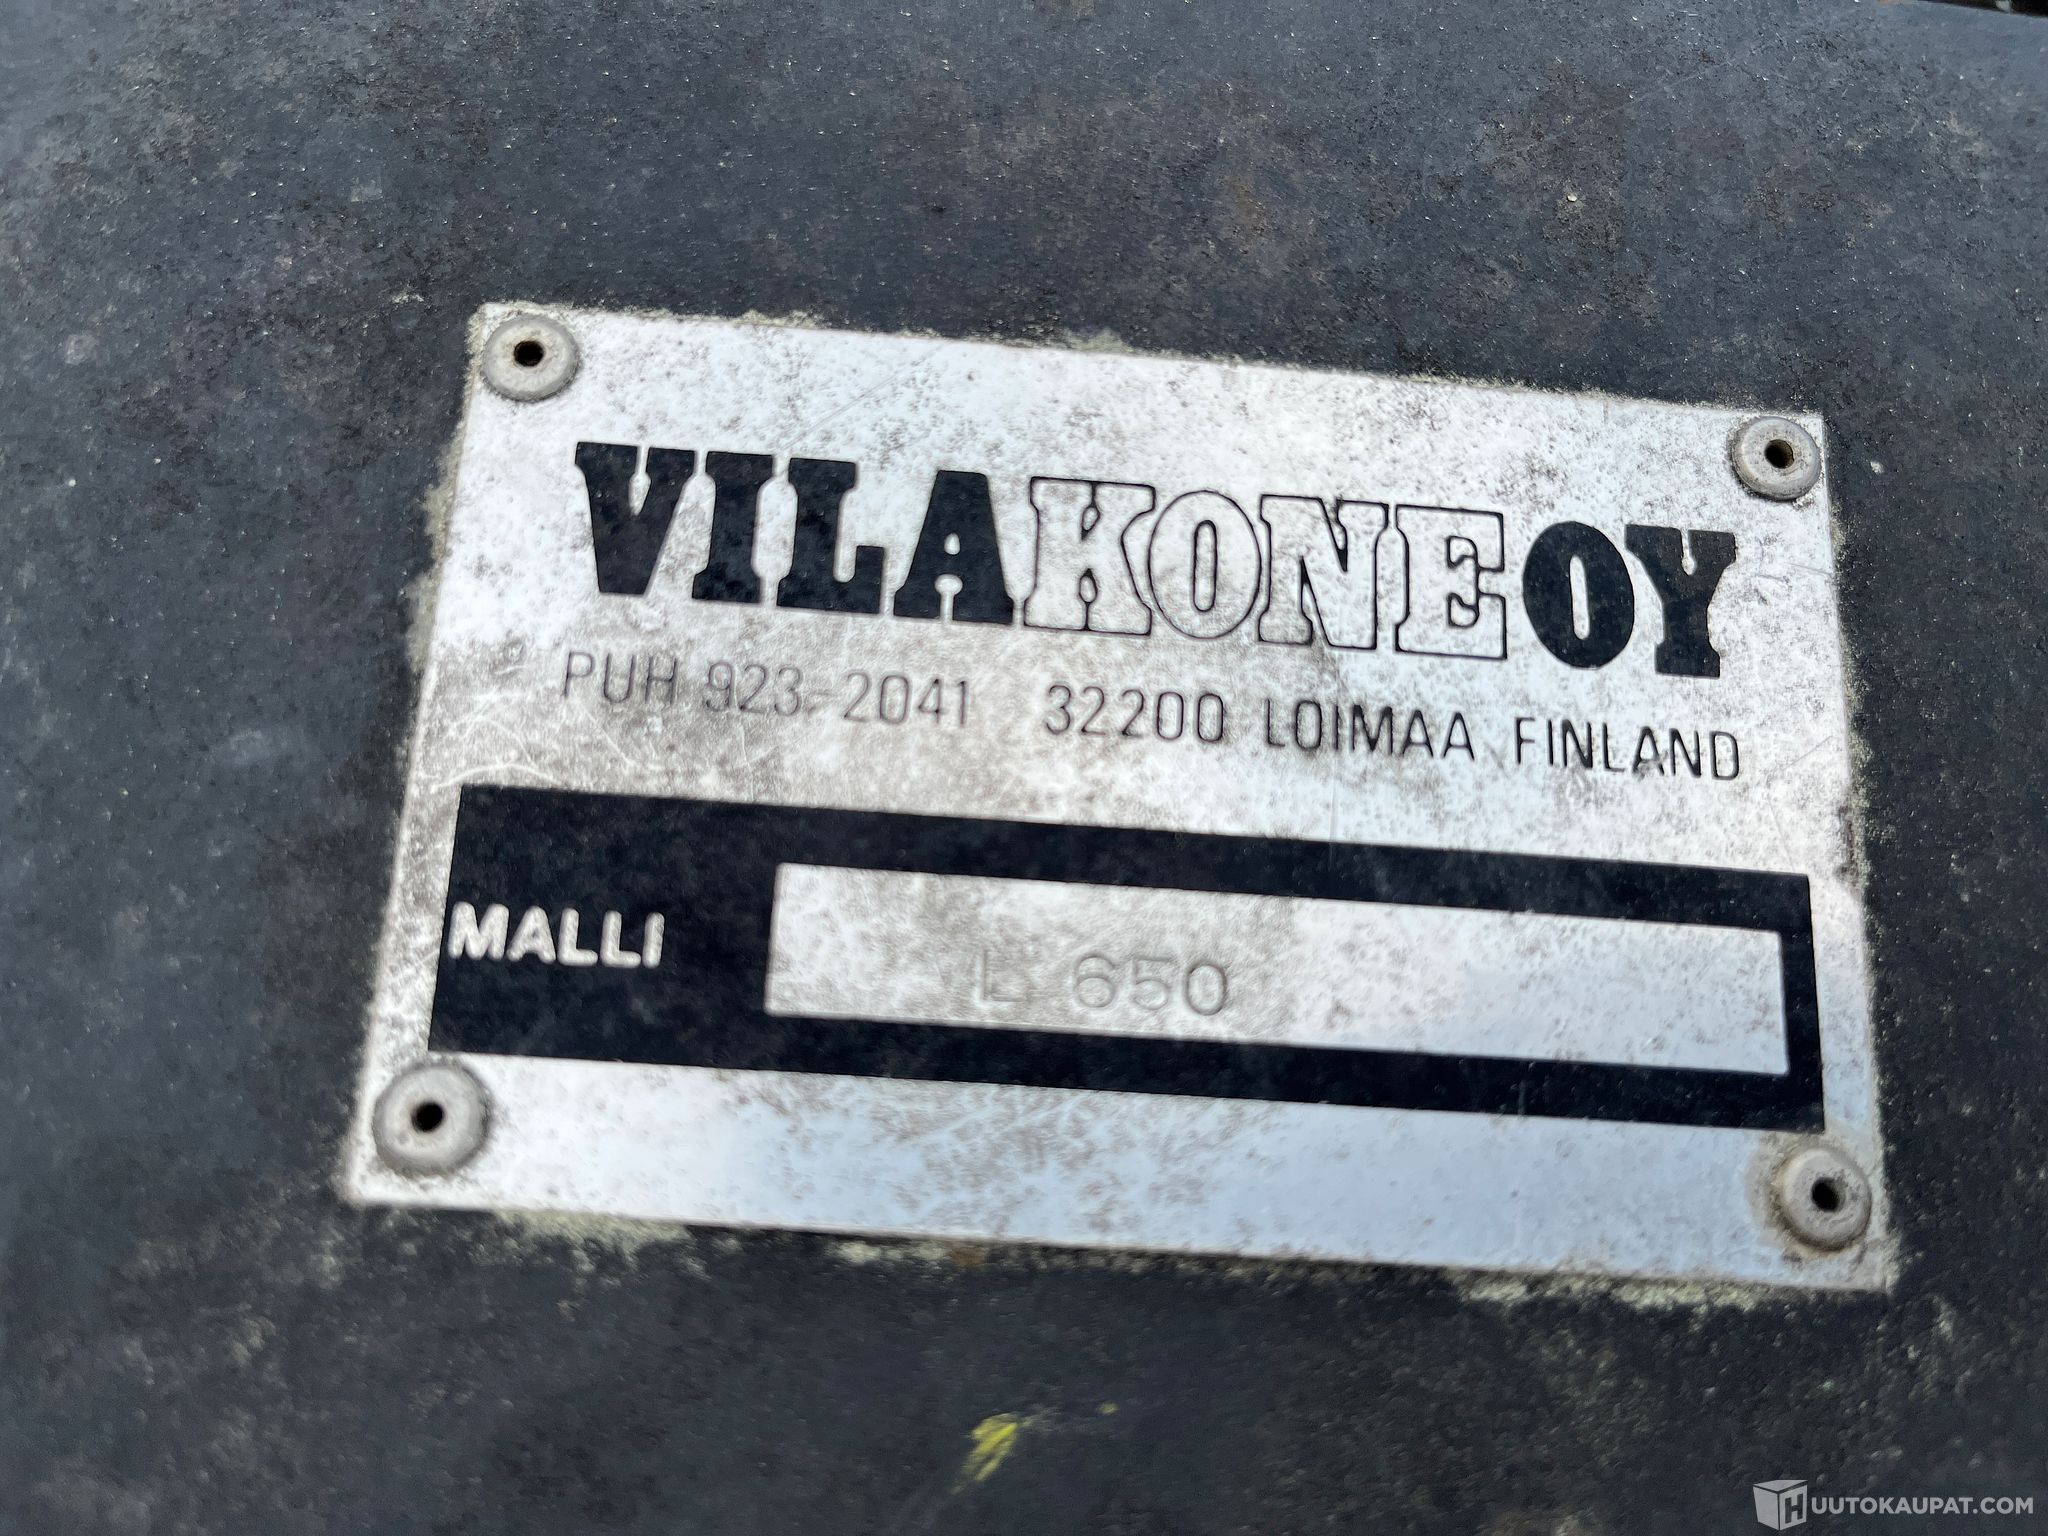 VILAKONE OY
PUH 923-2041 32200 LOIMAA FINLAND
MALLI L 650
HUUTOKAUPAT.COM